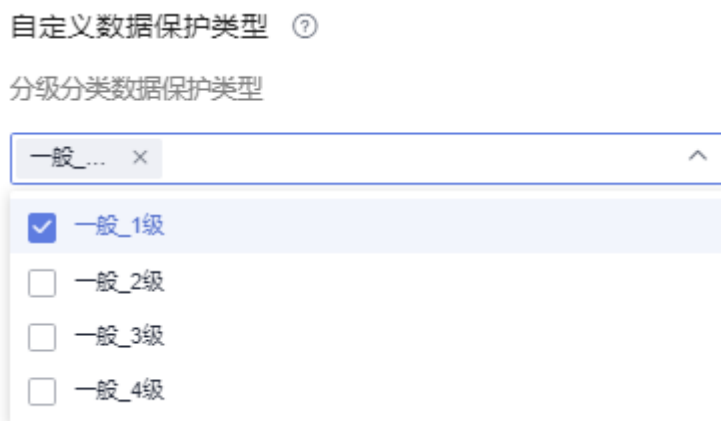 自定义数据保护类型 ?
分级分类数据保护类型
一般_... ×
一般_1级
一般_2级
一般_3级
一般_4级